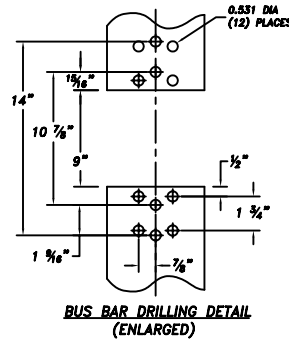 0.531 DIA
(12) PLACES
15/16"
14"
10 7/8"
9"
1/2"
1 3/4"
1 9/16"
7/8"
BUS BAR DRILLING DETAIL
(ENLARGED)